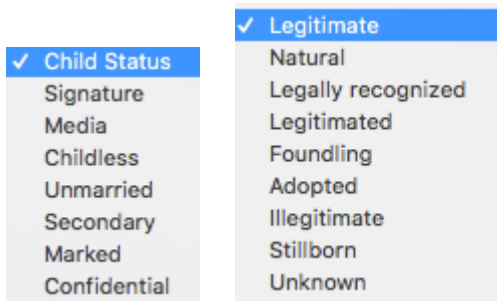 ✓ Child Status
Signature
Media
Childless
Unmarried
Secondary
Marked
Confidential
✓ Legitimate
Natural
Legally recognized
Legitimated
Foundling
Adopted
Illegitimate
Stillborn
Unknown